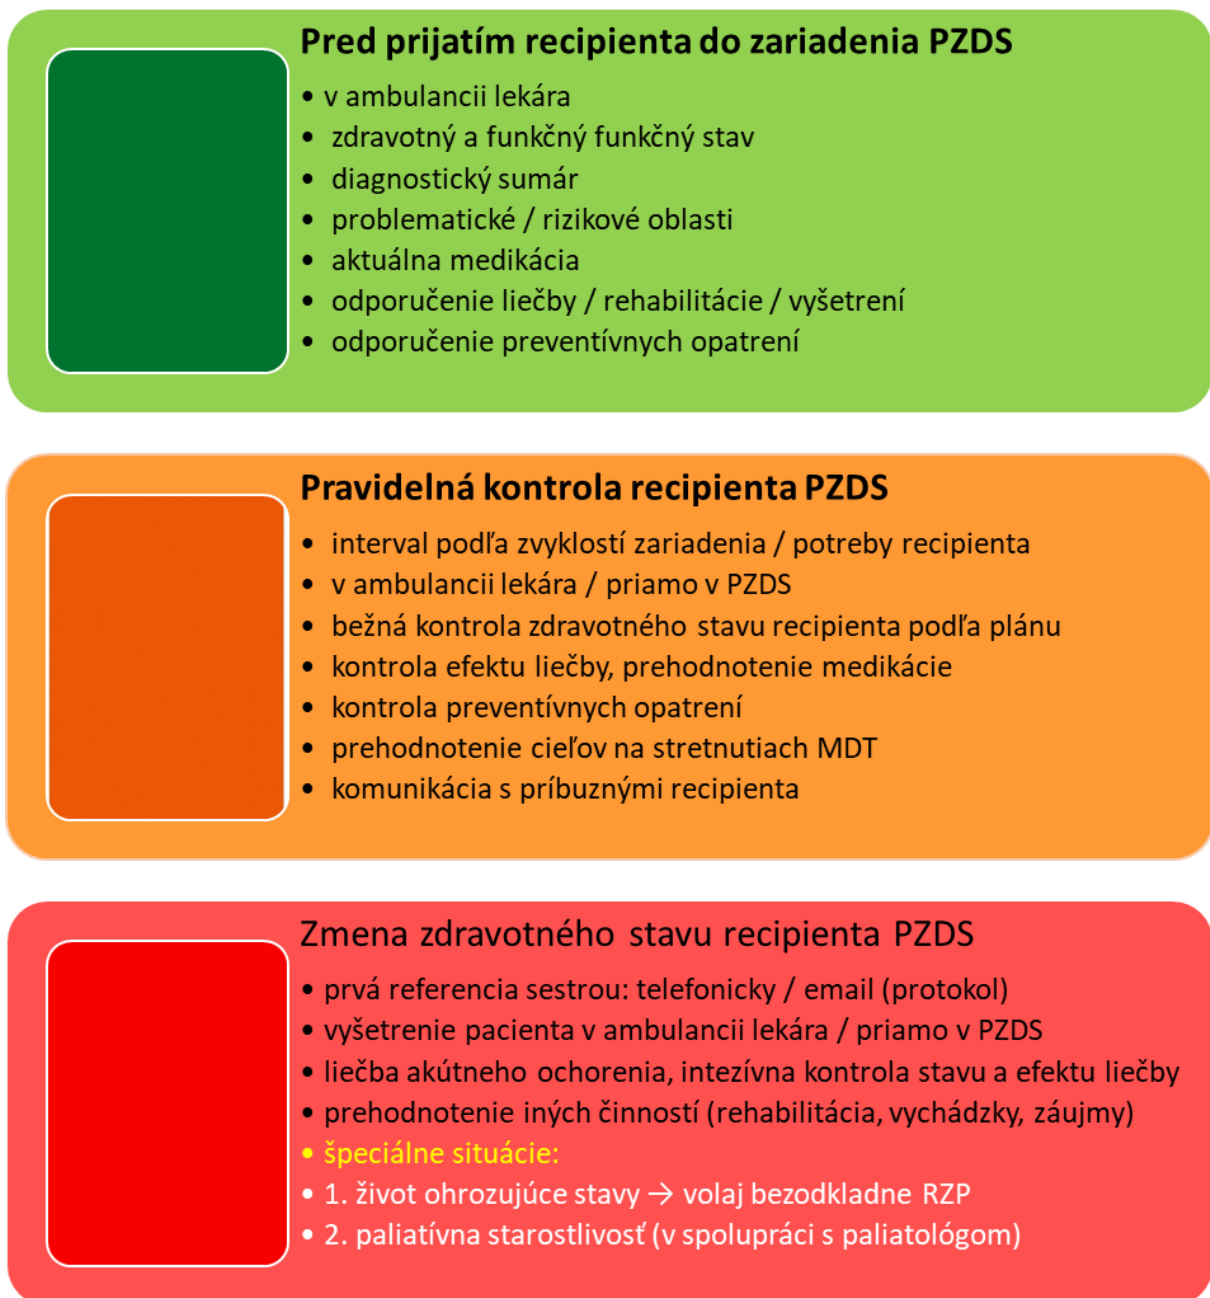 Pred prijatím recipienta do zariadenia PZDS
• v ambulancii lekára
• zdravotný a funkčný funkčný stav
• diagnostický sumár
• problematické / rizikové oblasti
• aktuálna medikácia
• odporučenie liečby / rehabilitácie / vyšetrení
• odporučenie preventívnych opatrení
Pravidelná kontrola recipienta PZDS
• interval podľa zvyklostí zariadenia / potreby recipienta
• v ambulancii lekára / priamo v PZDS
• bežná kontrola zdravotného stavu recipienta podľa plánu
• kontrola efektu liečby, prehodnotenie medikácie
• kontrola preventívnych opatrení
• prehodnotenie cieľov na stretnutiach MDT
• komunikácia s príbuznými recipienta
Zmena zdravotného stavu recipienta PZDS
• prvá referencia sestrou: telefonicky / email (protokol)
• vyšetrenie pacienta v ambulancii lekára / priamo v PZDS
• liečba akútneho ochorenia, intezívna kontrola stavu a efektu liečby
• prehodnotenie iných činností (rehabilitácia, vychádzky, záujmy)
• špeciálne situácie:
• 1. život ohrozujúce stavy → volaj bezodkladne RZP
• 2. paliatívna starostlivosť (v spolupráci s paliatológom)